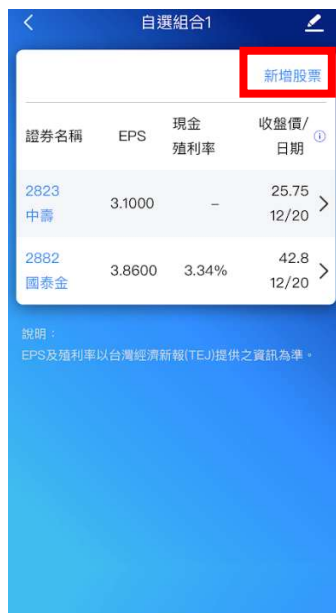 自選組合1
新增股票
證券名稱 EPS 現金殖利率 收盤價/日期
2823 中壽 3.1000 – 25.75 12/20
2882 國泰金 3.8600 3.34% 42.8 12/20
說明：
EPS及殖利率以台灣經濟新報(TEJ)提供之資訊為準。